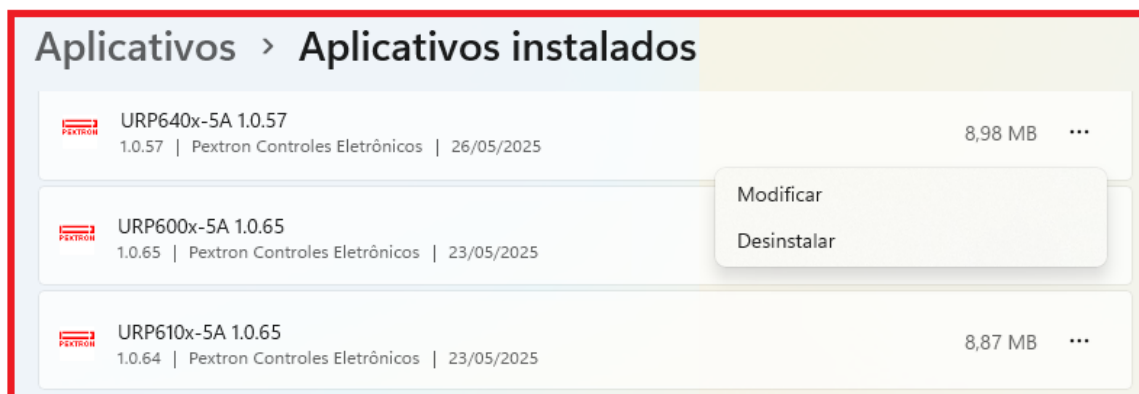 Aplicativos > Aplicativos instalados
PEXTRON
URP640x-5A 1.0.57
1.0.57 | Pextron Controles Eletrônicos | 26/05/2025
8,98 MB
Modificar
Desinstalar
PEXTRON
URP600x-5A 1.0.65
1.0.65 | Pextron Controles Eletrônicos | 23/05/2025
PEXTRON
URP610x-5A 1.0.65
1.0.64 | Pextron Controles Eletrônicos | 23/05/2025
8,87 MB